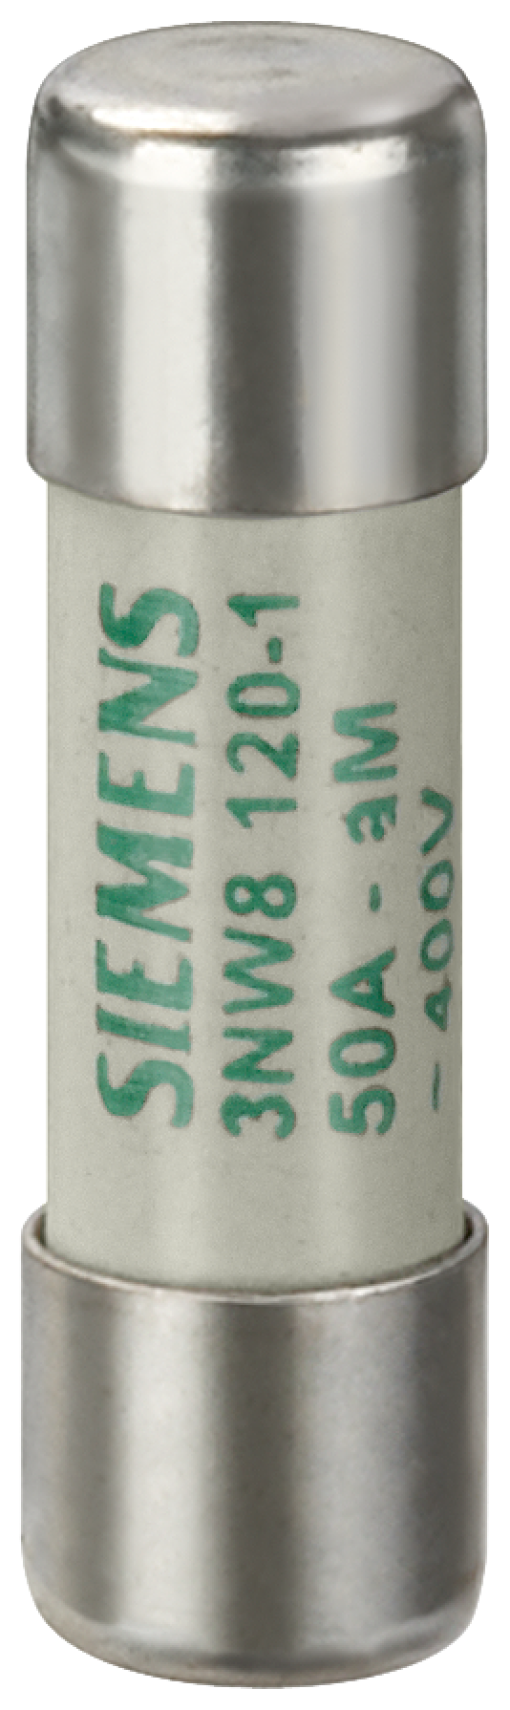 SIEMENS
3NW8 120-1
50A - aM
~ 400V